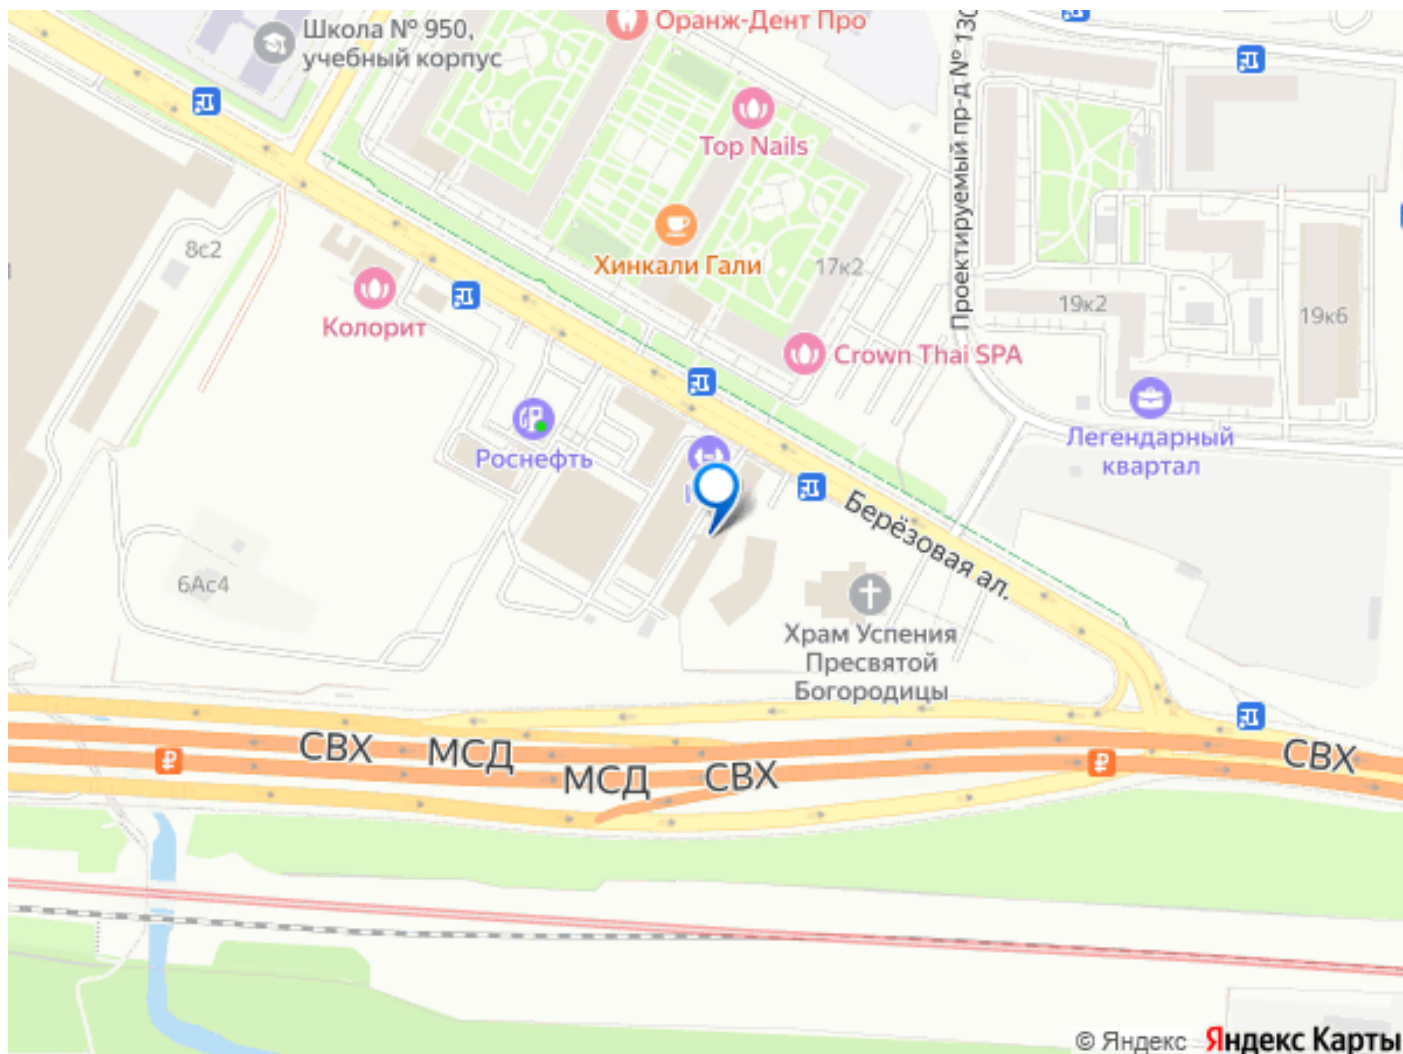 Школа № 950,
учебный корпус
Оранж-Дент Про
Top Nails
Хинкали Гали
17к2
8с2
Колорит
Crown Thai SPA
Проектируемый пр-д № 130
19к2
19к6
Легендарный
квартал
Роснефть
Берёзовая ал.
6Ас4
Храм Успения
Пресвятой
Богородицы
СВХ
МСД
МСД
СВХ
СВХ
© Яндекс Яндекс Карты